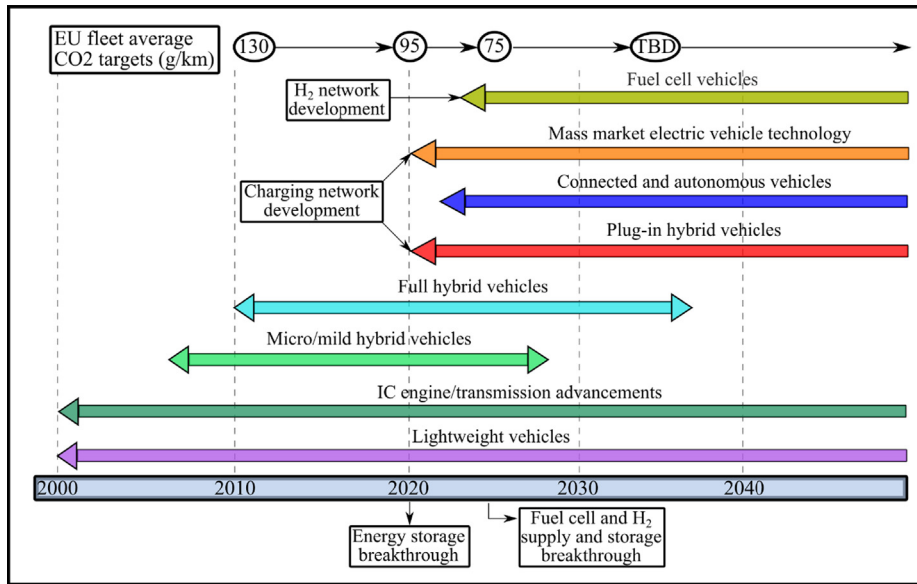 EU fleet average
CO2 targets (g/km)
130
95
75
TBD
Fuel cell vehicles
H₂ network
development
Mass market electric vehicle technology
Connected and autonomous vehicles
Charging network
development
Plug-in hybrid vehicles
Full hybrid vehicles
Micro/mild hybrid vehicles
IC engine/transmission advancements
Lightweight vehicles
2000
2010
2020
2030
2040
Energy storage
breakthrough
Fuel cell and H₂
supply and storage
breakthrough